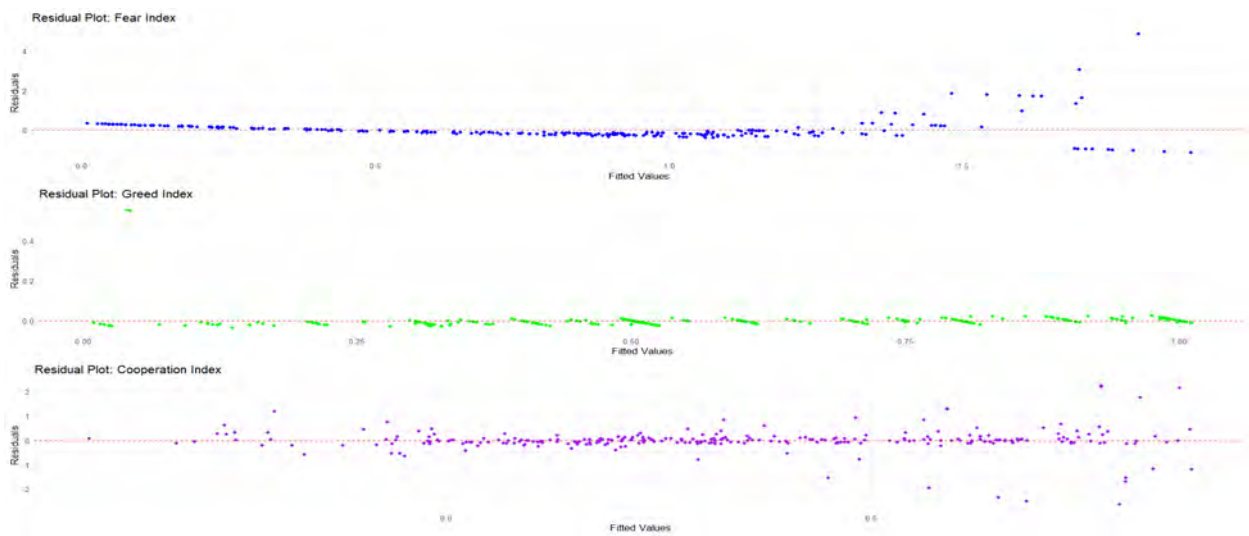 Residual Plot: Fear Index
Residuals
4
2
0
0.0
0.5
1.0
1.5
Fitted Values
Residual Plot: Greed Index
Residuals
0.4
0.2
0.0
0.00
0.25
0.50
0.75
1.00
Fitted Values
Residual Plot: Cooperation Index
Residuals
2
1
0
-1
-2
0.0
0.5
Fitted Values